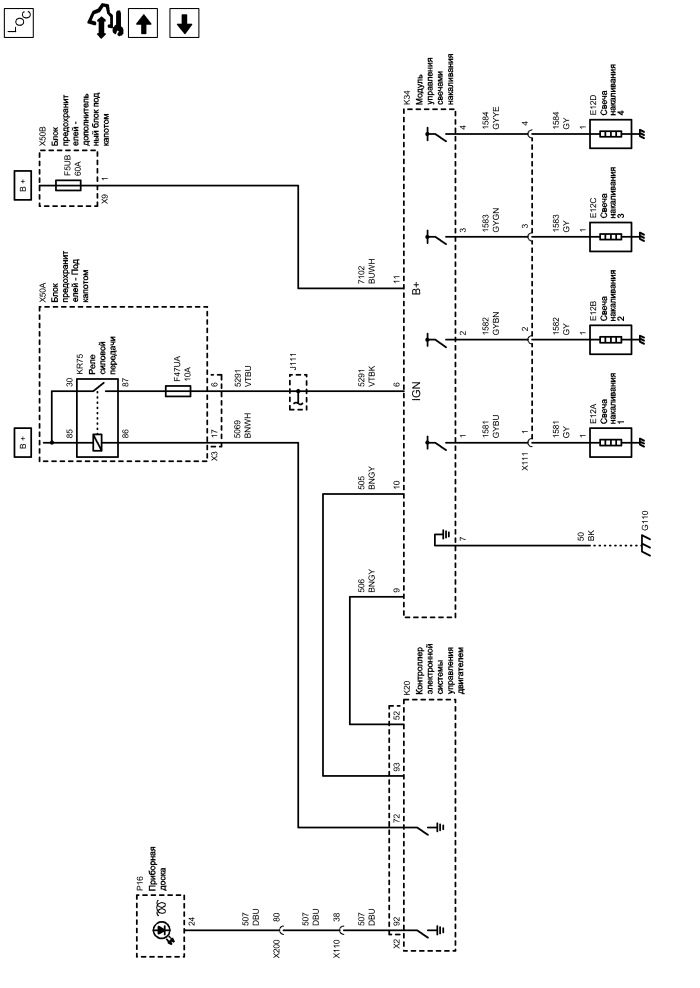 LOC
B +
X50B
Блок
предохранит
елей -
дополнитель
ный блок под
капотом
F5UB
60A
1
X9
B +
X50A
Блок
предохранит
елей - Под
капотом
KR75
Реле
силовой
передачи
30
87
85
86
F47UA
10A
6
17
X3
5291
VTBU
5069
BNWH
J111
5291
VTBK
7102
BUWH
505
BNGY
506
BNGY
K34
Модуль
управления
свечами
накаливания
11
B+
6
IGN
10
9
4
3
2
1
7
1584
GYYE
1583
GYGN
1582
GYBN
1581
GYBU
4
3
2
1
X111
1584
GY
1583
GY
1582
GY
1581
GY
1
1
1
1
E12D
Свеча
накаливания
4
E12C
Свеча
накаливания
3
E12B
Свеча
накаливания
2
E12A
Свеча
накаливания
1
50
BK
G110
K20
Контроллер
электронной
системы
управления
двигателем
52
93
72
92
X2
P16
Приборная
доска
24
507
DBU
80
X200
507
DBU
38
X110
507
DBU